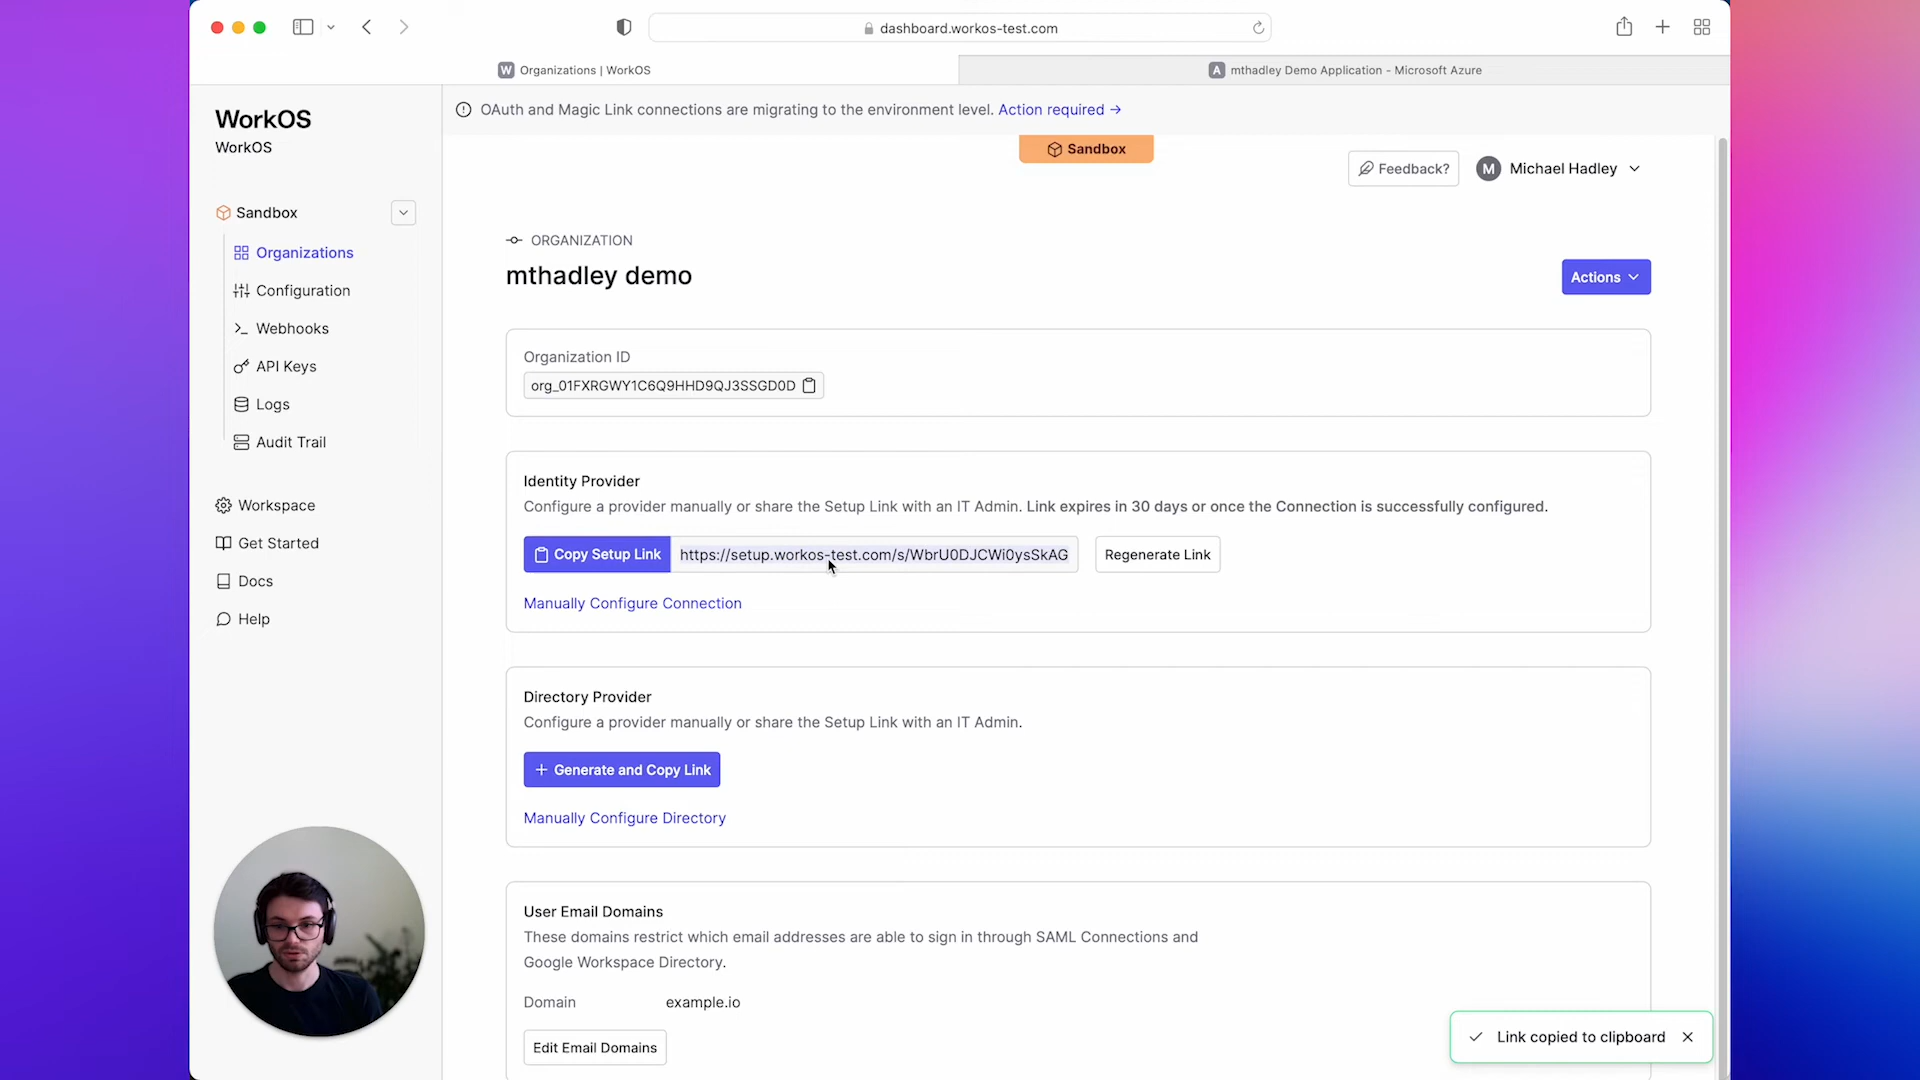 dashboard.workos-test.com
W Organizations | WorkOS
A mthadley Demo Application - Microsoft Azure
OAuth and Magic Link connections are migrating to the environment level. Action required →
WorkOS
WorkOS
Sandbox
Feedback?
M Michael Hadley
Sandbox
Organizations
Configuration
Webhooks
API Keys
Logs
Audit Trail
Workspace
Get Started
Docs
Help
ORGANIZATION
mthadley demo
Actions
Organization ID
org_01FXRGWY1C6Q9HHD9QJ3SSGD0D
Identity Provider
Configure a provider manually or share the Setup Link with an IT Admin. Link expires in 30 days or once the Connection is successfully configured.
Copy Setup Link https://setup.workos-test.com/s/WbrU0DJCWi0ysSkAG Regenerate Link
Manually Configure Connection
Directory Provider
Configure a provider manually or share the Setup Link with an IT Admin.
+ Generate and Copy Link
Manually Configure Directory
User Email Domains
These domains restrict which email addresses are able to sign in through SAML Connections and
Google Workspace Directory.
Domain example.io
Edit Email Domains
Link copied to clipboard